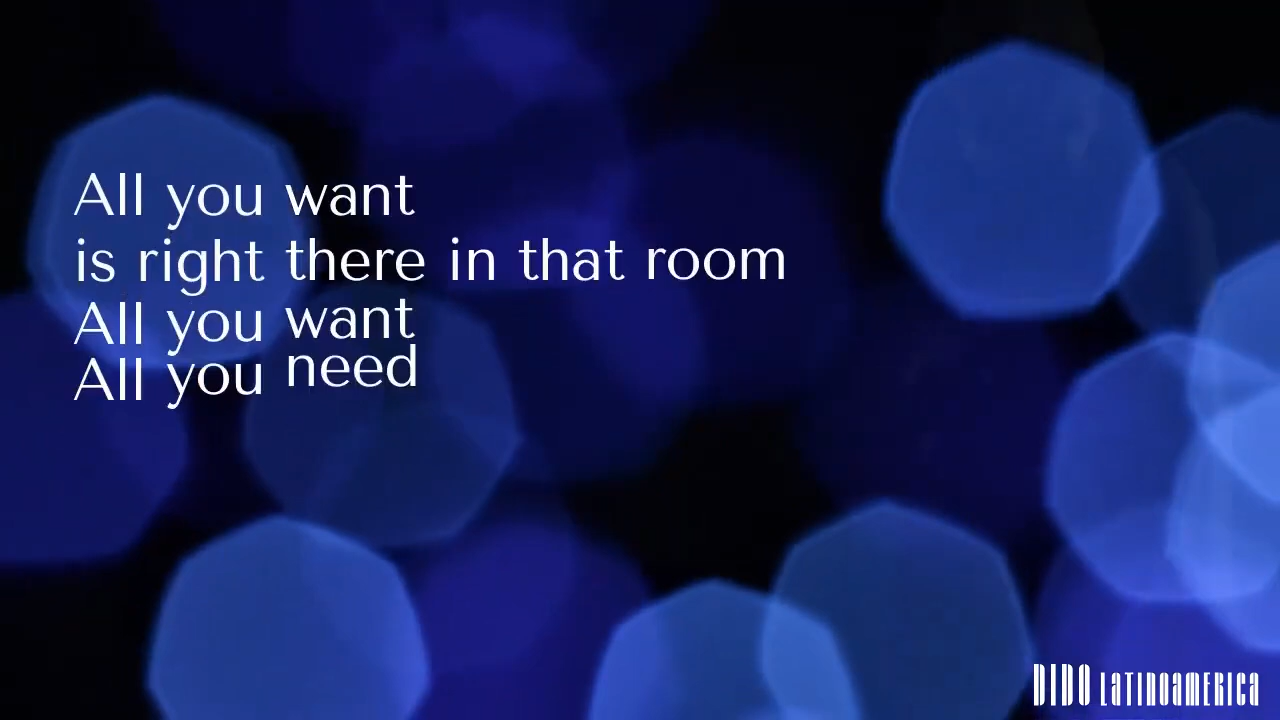 All you want
is right there in that room
All you want
All you need
DIDO LATINOAMERICA